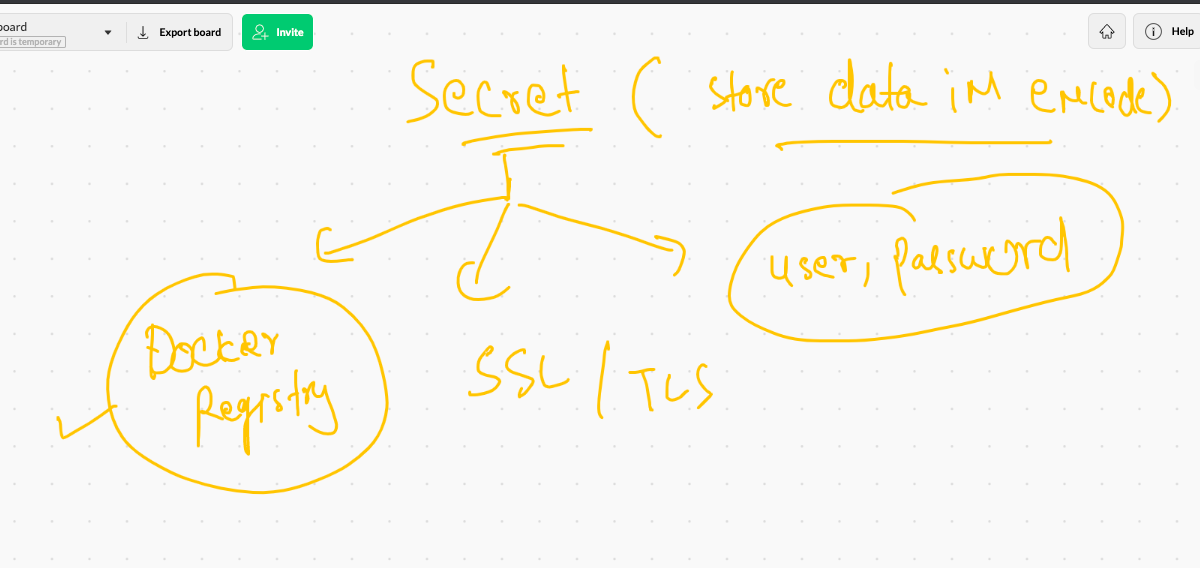 board
rd is temporary
Export board
Invite
Help
Secret ( store data in encode)
user, password
Docker
Registry
SSL / TLS